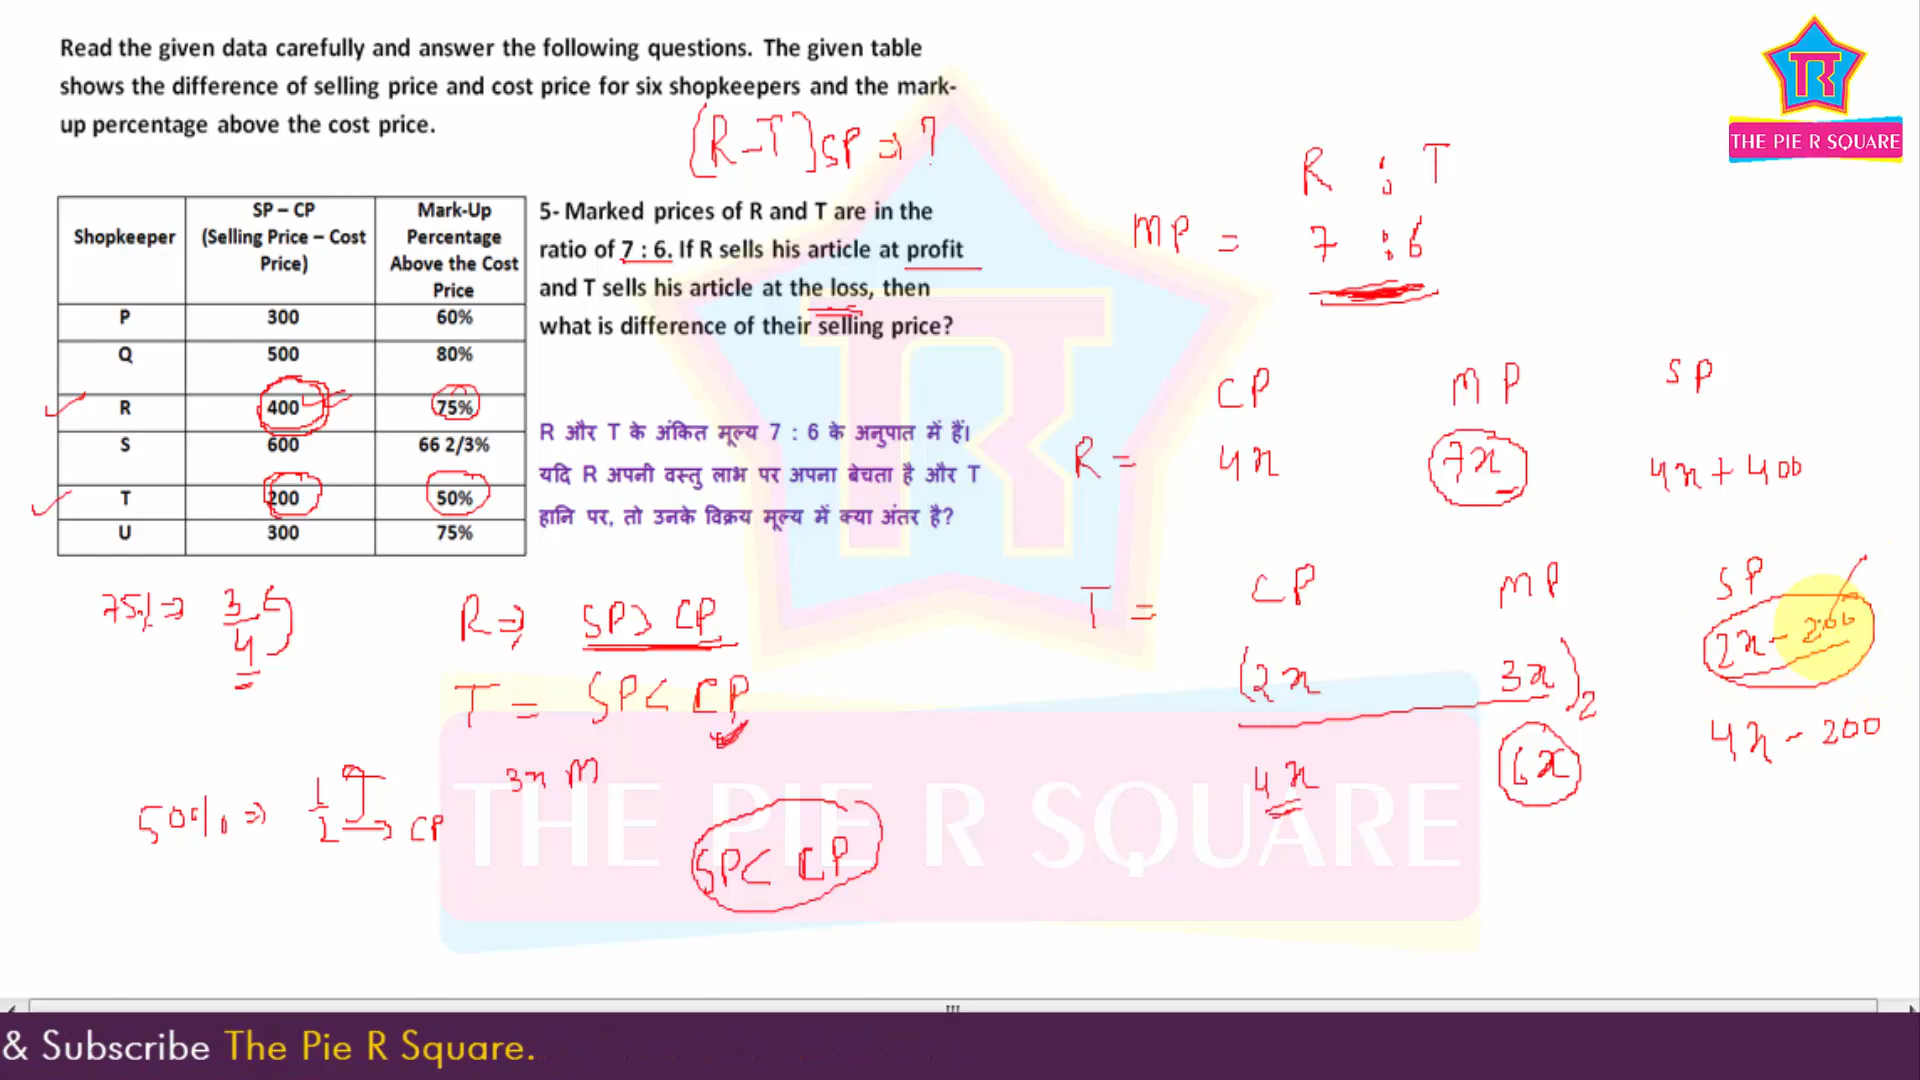 Read the given data carefully and answer the following questions. The given table
shows the difference of selling price and cost price for six shopkeepers and the mark-
up percentage above the cost price.
(R-T)SP => ?
THE PIE R SQUARE
Shopkeeper | SP – CP (Selling Price – Cost Price) | Mark-Up Percentage Above the Cost Price
P 300 60%
Q 500 80%
R 400 75%
S 600 66 2/3%
T 200 50%
U 300 75%
5- Marked prices of R and T are in the
ratio of 7 : 6. If R sells his article at profit
and T sells his article at the loss, then
what is difference of their selling price?
R और T के अंकित मूल्य 7 : 6 के अनुपात में हैं।
यदि R अपनी वस्तु लाभ पर अपना बेचता है और T
हानि पर, तो उनके विक्रय मूल्य में क्या अंतर है?
R : T
MP = 7 : 6
CP MP SP
R = 4x 7x 4x + 400
CP MP SP
T = (2x 3x)2 2x - 200
4x 6x 4x - 200
75% => 3/4
R => SP > CP
T = SP < CP
3x M
50% => 1/2 → CP
SP < CP
THE PIE R SQUARE
& Subscribe The Pie R Square.